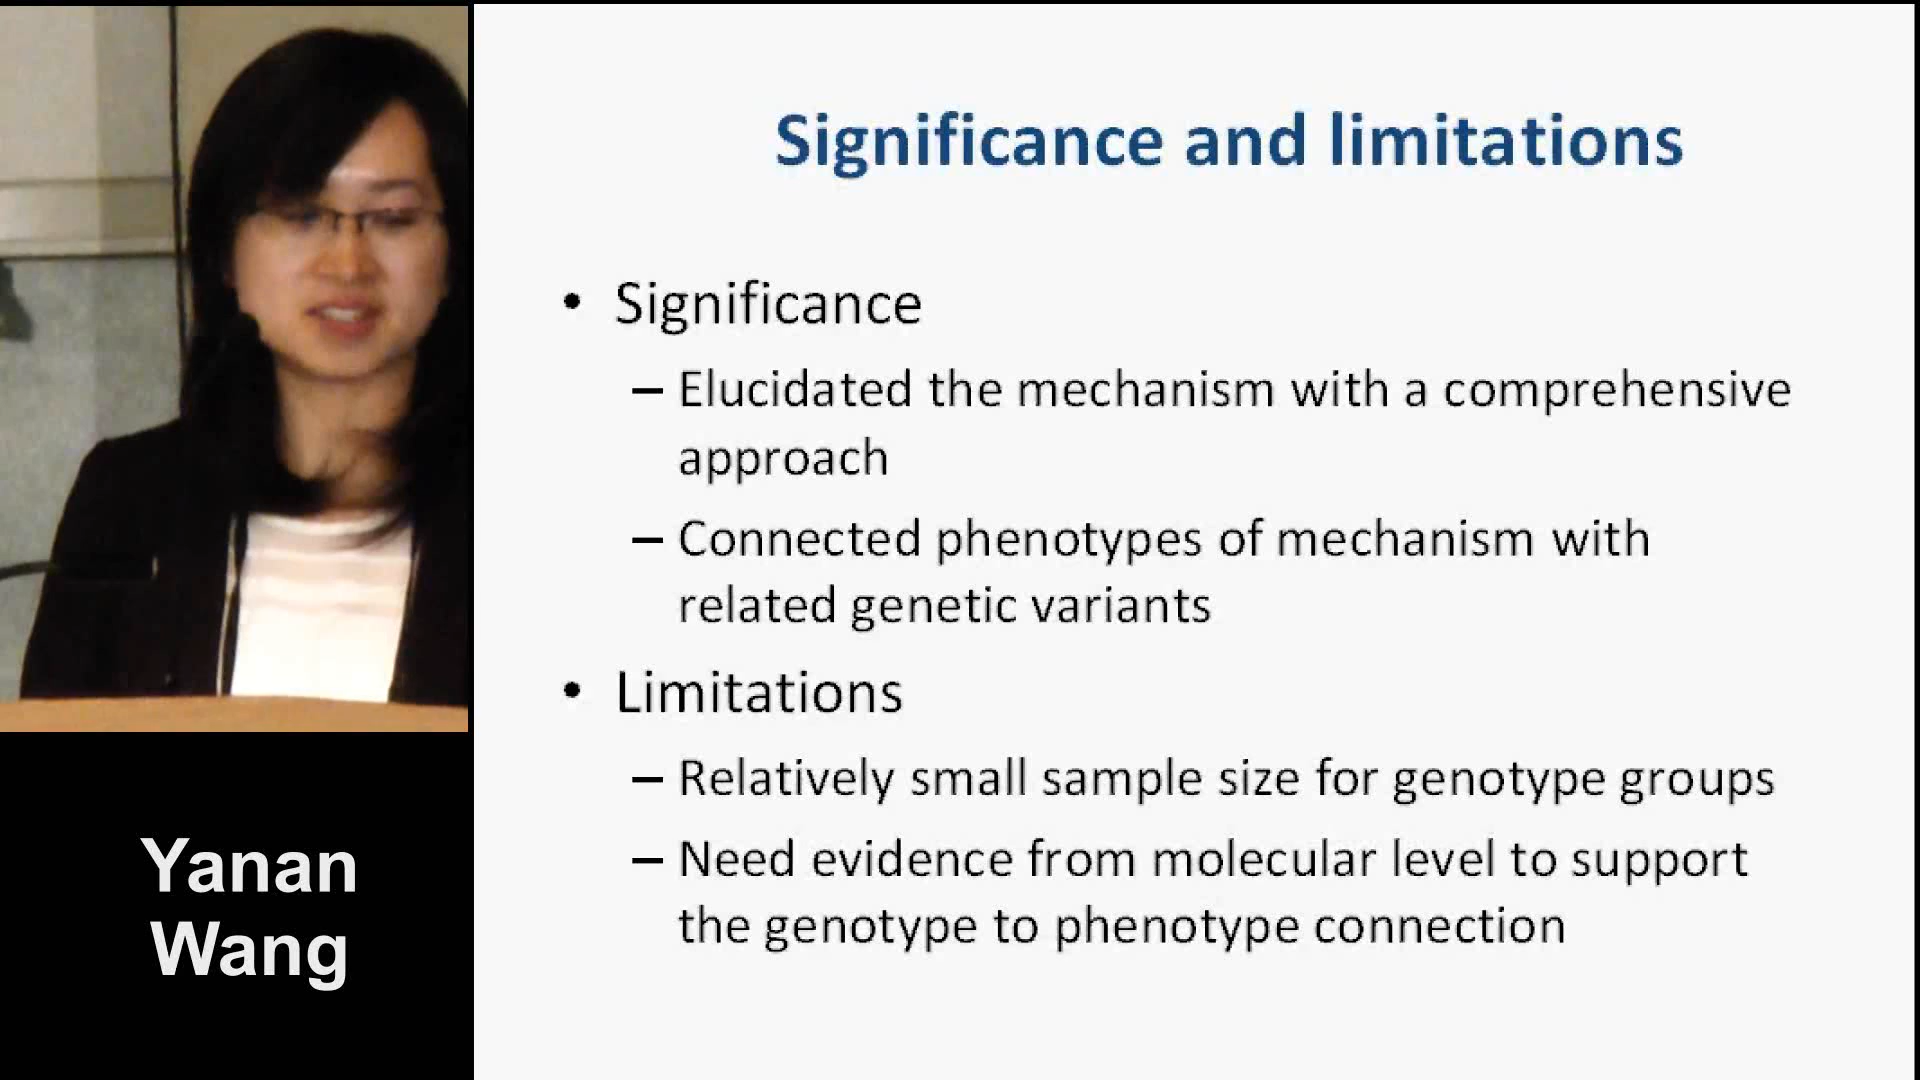 Significance and limitations
• Significance
– Elucidated the mechanism with a comprehensive
approach
– Connected phenotypes of mechanism with
related genetic variants
• Limitations
– Relatively small sample size for genotype groups
– Need evidence from molecular level to support
the genotype to phenotype connection
Yanan
Wang